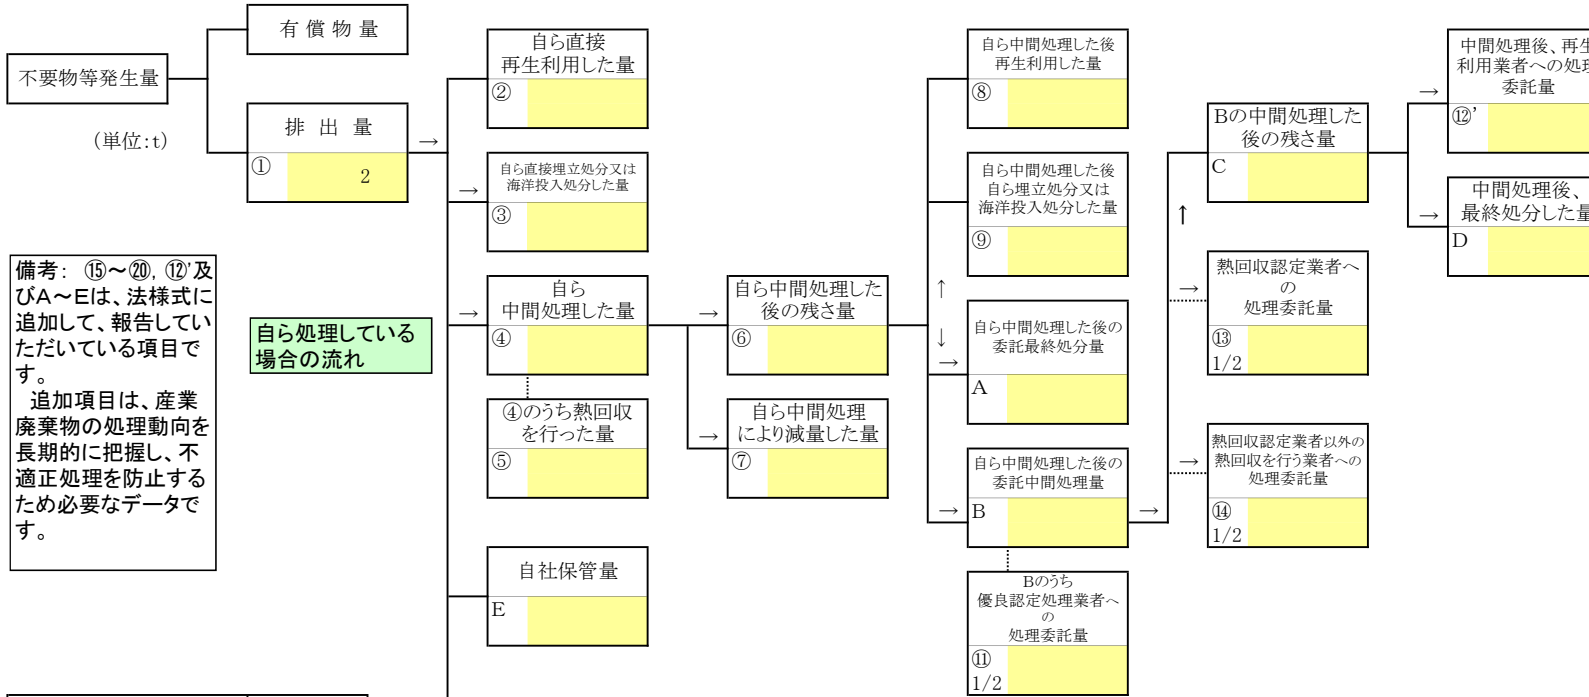 有 償 物 量
不要物等発生量
(単位:t)
排 出 量
①
2
→
自ら直接
再生利用した量
②
→
自ら直接埋立処分又は
海洋投入処分した量
③
→
自ら
中間処理した量
④
④のうち熱回収
を行った量
⑤
自社保管量
E
備考: ⑮～⑳, ⑫'及
びA～Eは、法様式に
追加して、報告してい
ただいている項目で
す。
追加項目は、産業
廃棄物の処理動向を
長期的に把握し、不
適正処理を防止する
ため必要なデータで
す。
自ら処理している
場合の流れ
→
自ら中間処理した
後の残さ量
⑥
→
自ら中間処理
により減量した量
⑦
自ら中間処理した後
再生利用した量
⑧
自ら中間処理した後
自ら埋立処分又は
海洋投入処分した量
⑨
↑
↓
→
自ら中間処理した後の
委託最終処分量
A
→
自ら中間処理した後の
委託中間処理量
B
→
Bのうち
優良認定処理業者へ
の
処理委託量
⑪
1/2
Bの中間処理した
後の残さ量
C
↑
→
熱回収認定業者へ
の
処理委託量
⑬
1/2
→
熱回収認定業者以外の
熱回収を行う業者への
処理委託量
⑭
1/2
→
中間処理後、再生
利用業者への処理
委託量
⑫'
→
中間処理後、
最終処分した量
D